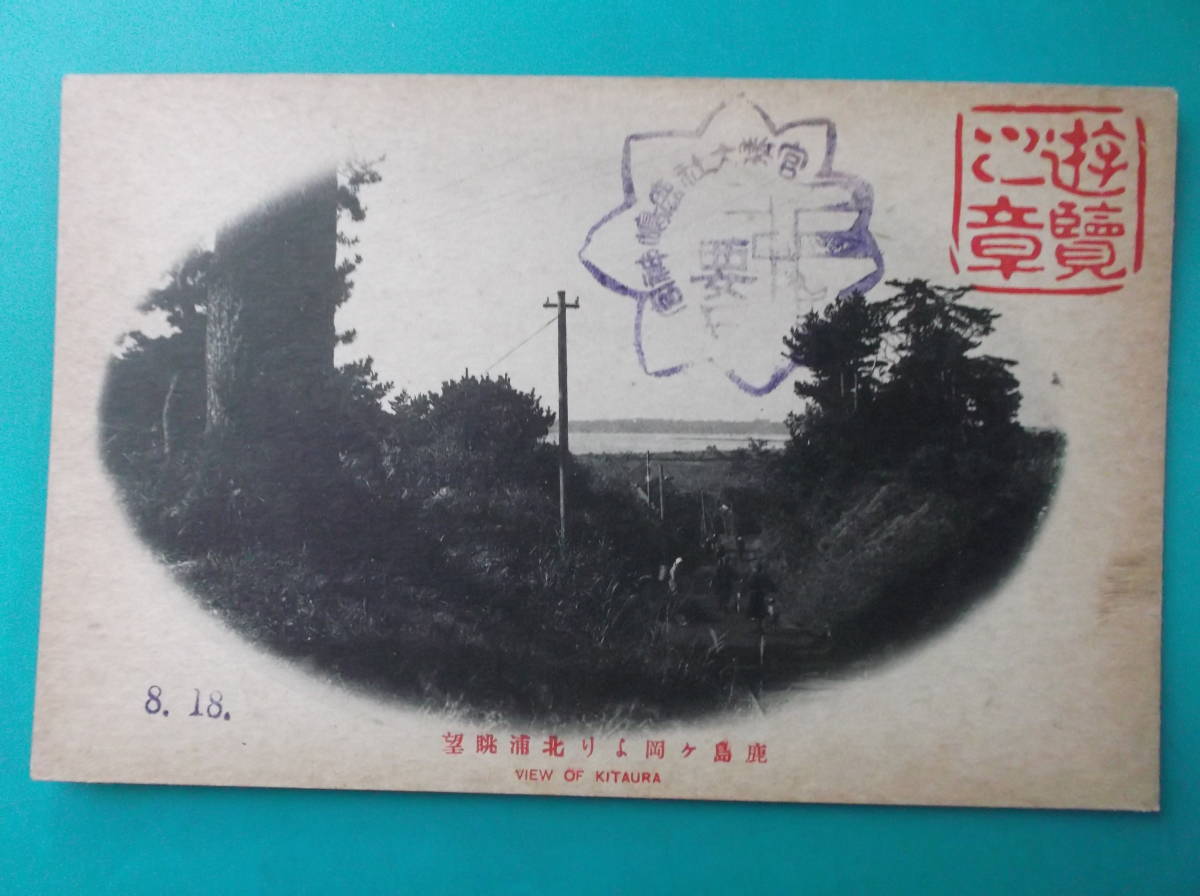 遊覽
之章
官幣大社鹿島神宮
8. 18.
鹿島ヶ岡より北浦眺望
VIEW OF KITAURA